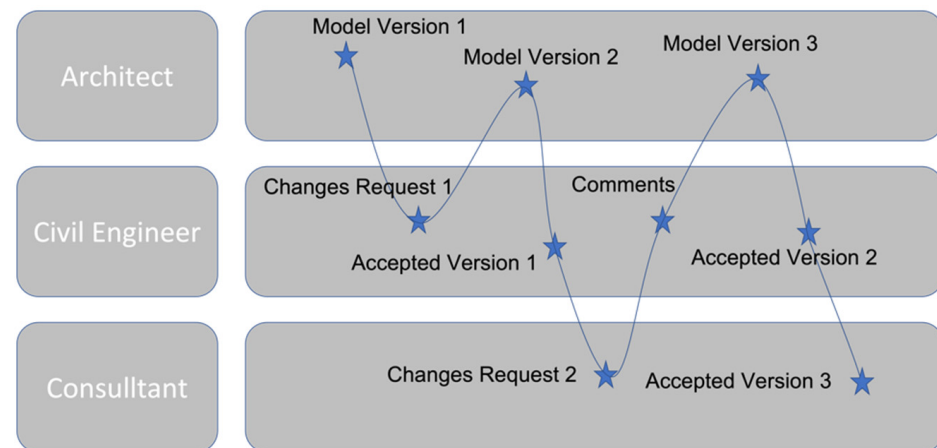 Architect
Model Version 1
Model Version 2
Model Version 3
Civil Engineer
Changes Request 1
Comments
Accepted Version 1
Accepted Version 2
Consulltant
Changes Request 2
Accepted Version 3